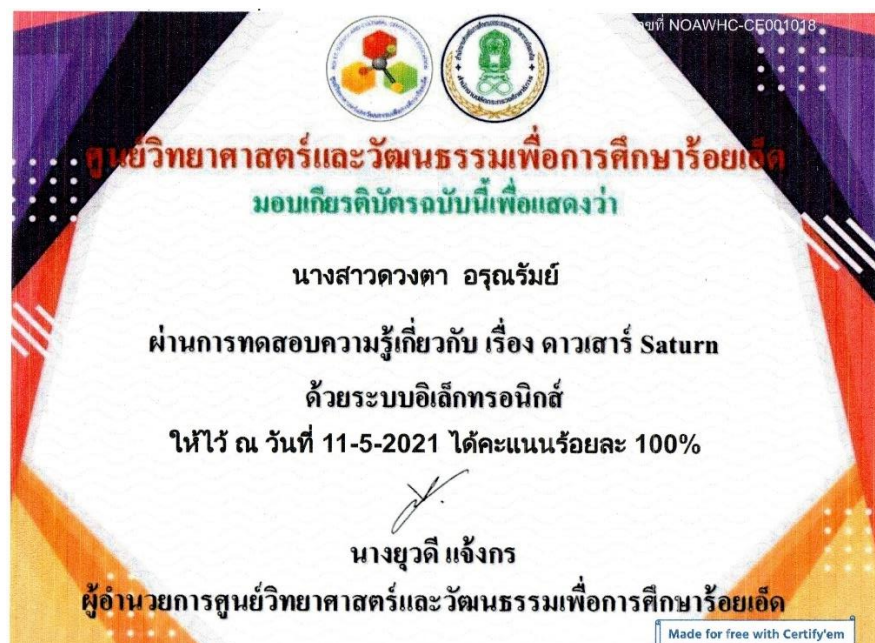 เลขที่ NOAWHC-CE001018
ศูนย์วิทยาศาสตร์และวัฒนธรรมเพื่อการศึกษาร้อยเอ็ด
มอบเกียรติบัตรฉบับนี้เพื่อแสดงว่า
นางสาวดวงตา อรุณรัมย์
ผ่านการทดสอบความรู้เกี่ยวกับ เรื่อง ดาวเสาร์ Saturn
ด้วยระบบอิเล็กทรอนิกส์
ให้ไว้ ณ วันที่ 11-5-2021 ได้คะแนนร้อยละ 100%
นางยุวดี แจ้งกร
ผู้อำนวยการศูนย์วิทยาศาสตร์และวัฒนธรรมเพื่อการศึกษาร้อยเอ็ด
Made for free with Certify'em